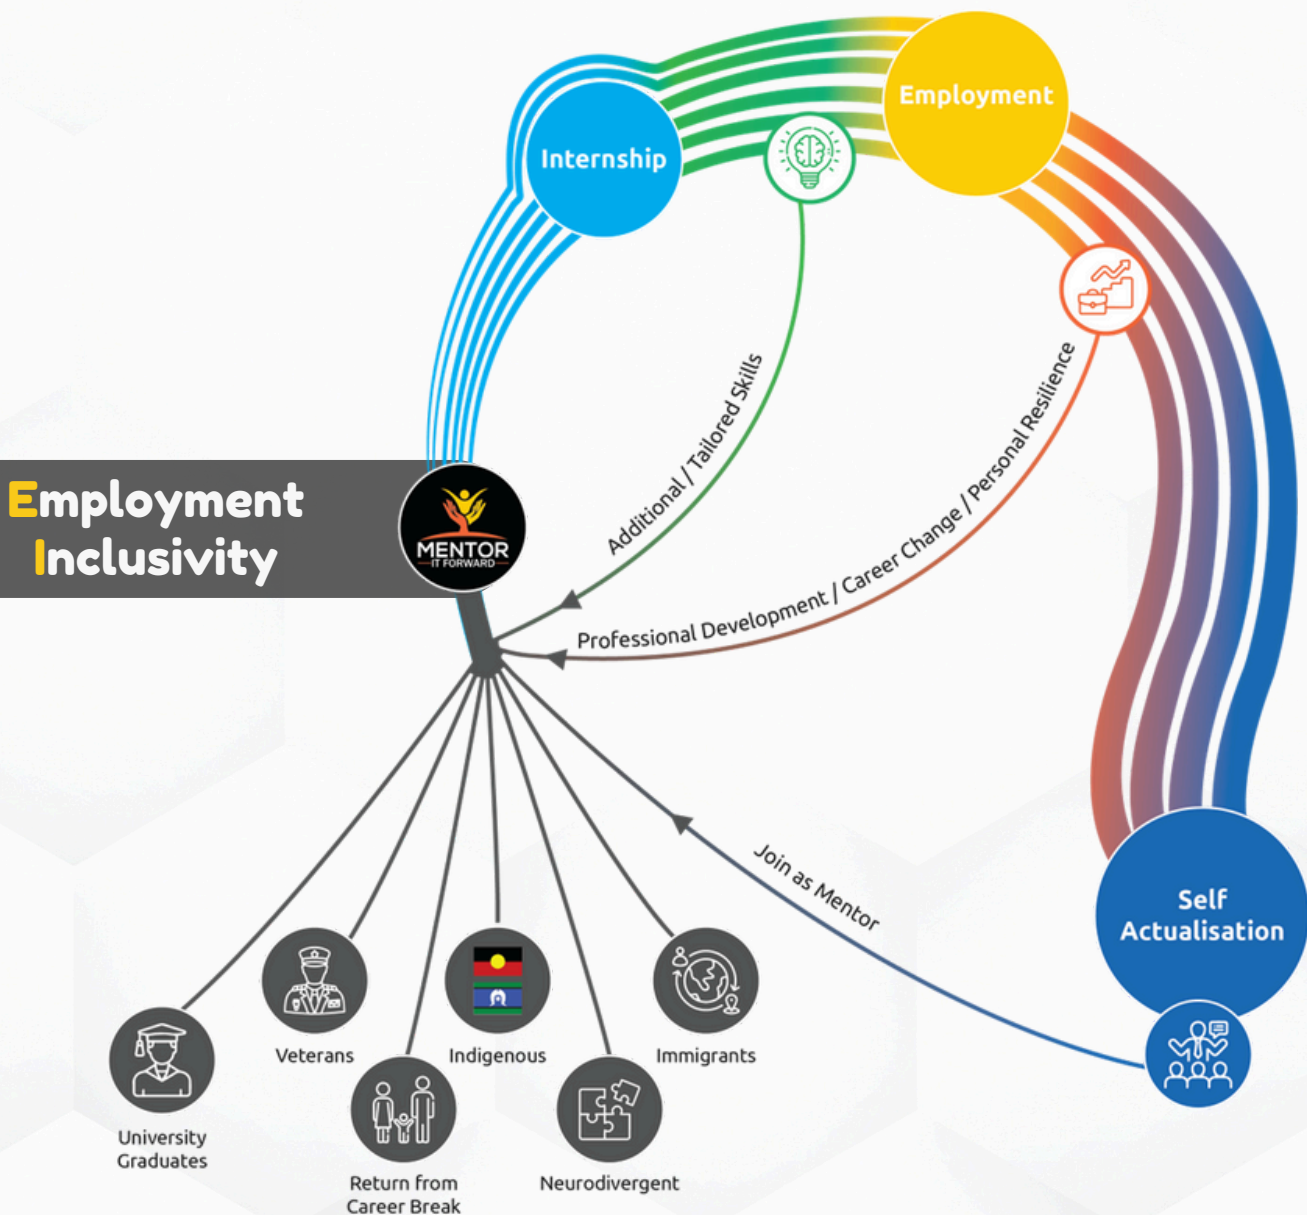 Employment
Internship
Employment
Inclusivity
MENTOR
IT FORWARD
Additional / Tailored Skills
Professional Development / Career Change / Personal Resilience
Join as Mentor
Self
Actualisation
Veterans
Indigenous
Immigrants
University
Graduates
Return from
Career Break
Neurodivergent